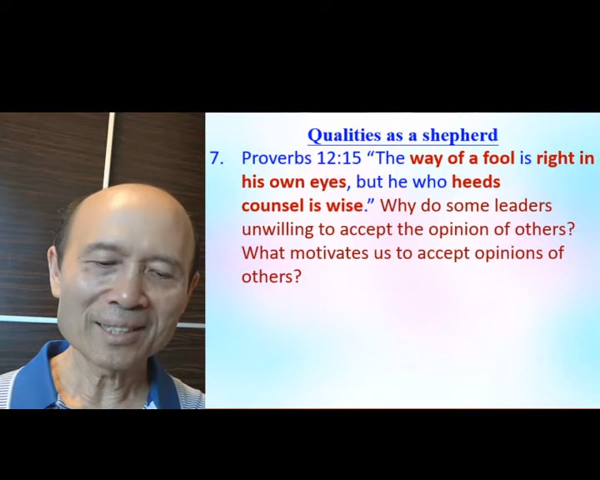 Qualities as a shepherd
7. Proverbs 12:15 “The way of a fool is right in
his own eyes, but he who heeds
counsel is wise.” Why do some leaders
unwilling to accept the opinion of others?
What motivates us to accept opinions of
others?